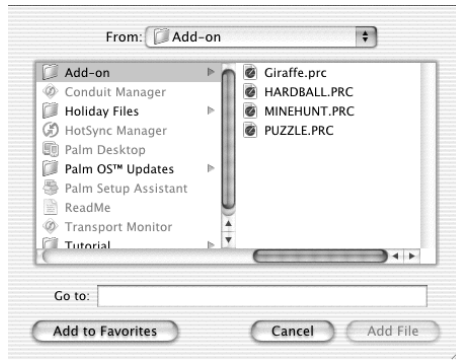 From: Add-on
Add-on
Conduit Manager
Holiday Files
HotSync Manager
Palm Desktop
Palm OS™ Updates
Palm Setup Assistant
ReadMe
Transport Monitor
Tutorial
Giraffe.prc
HARDBALL.PRC
MINEHUNT.PRC
PUZZLE.PRC
Go to:
Add to Favorites Cancel Add File